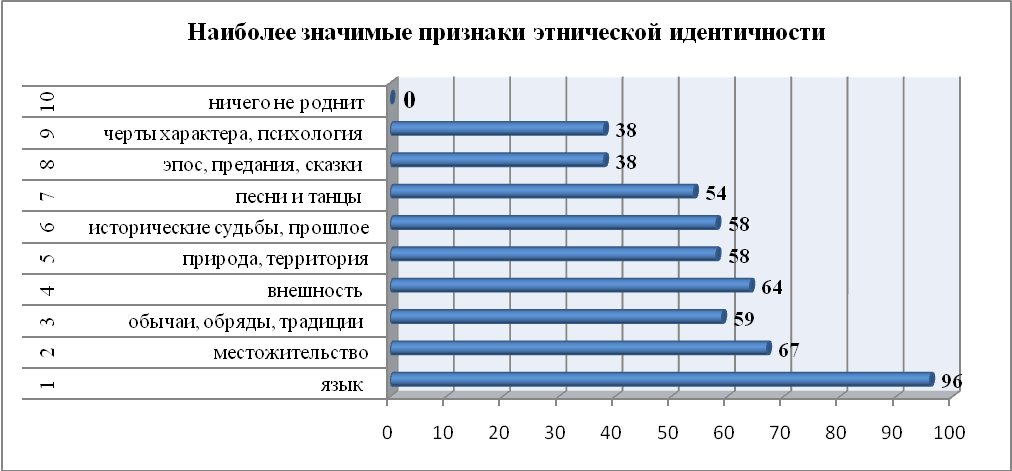 Наиболее значимые признаки этнической идентичности
10 ничего не роднит 0
9 черты характера, психология 38
8 эпос, предания, сказки 38
7 песни и танцы 54
6 исторические судьбы, прошлое 58
5 природа, территория 58
4 внешность 64
3 обычаи, обряды, традиции 59
2 местожительство 67
1 язык 96
0 10 20 30 40 50 60 70 80 90 100